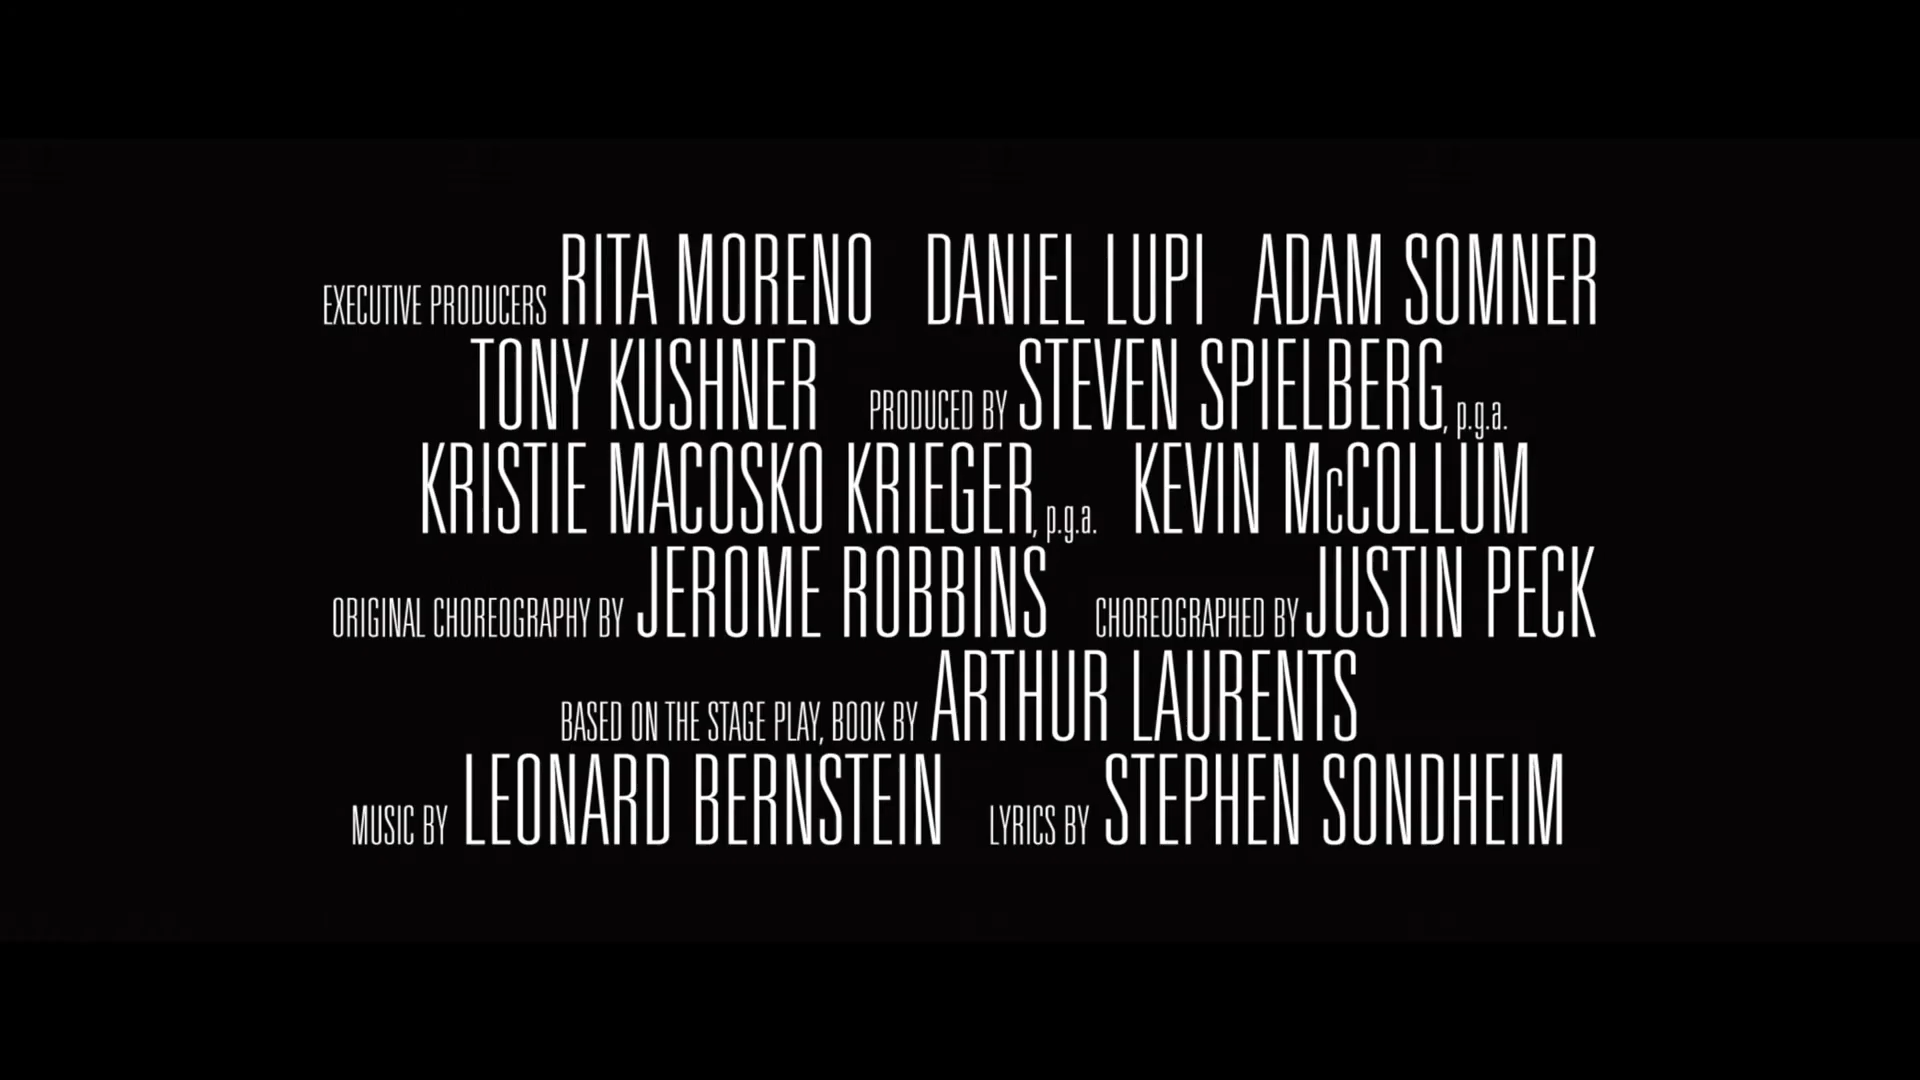 EXECUTIVE PRODUCERS RITA MORENO DANIEL LUPI ADAM SOMNER
TONY KUSHNER PRODUCED BY STEVEN SPIELBERG, p.g.a.
KRISTIE MACOSKO KRIEGER, p.g.a. KEVIN McCOLLUM
ORIGINAL CHOREOGRAPHY BY JEROME ROBBINS CHOREOGRAPHED BY JUSTIN PECK
BASED ON THE STAGE PLAY, BOOK BY ARTHUR LAURENTS
MUSIC BY LEONARD BERNSTEIN LYRICS BY STEPHEN SONDHEIM